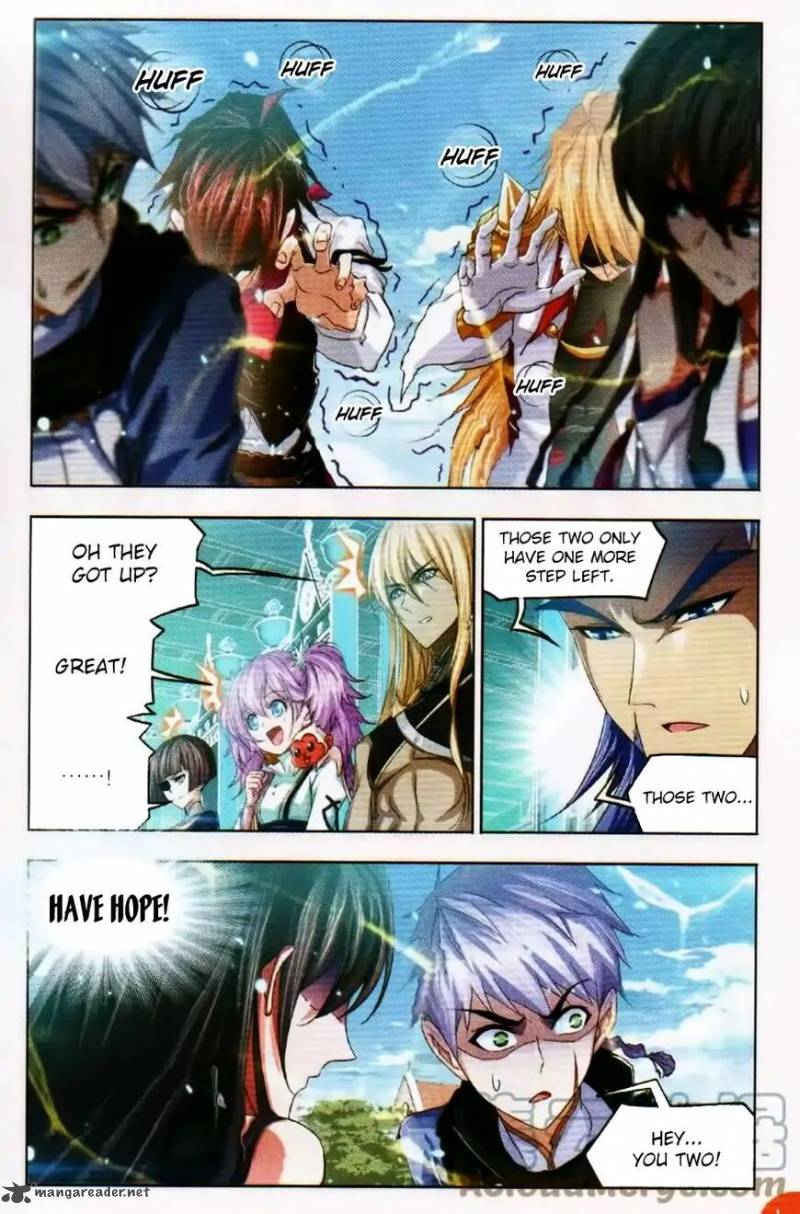 HUFF
HUFF
HUFF
HUFF
HUFF
HUFF
OH THEY
GOT UP?
GREAT!
......!
THOSE TWO ONLY
HAVE ONE MORE
STEP LEFT.
THOSE TWO...
HAVE HOPE!
HEY...
YOU TWO!
mangareader.net